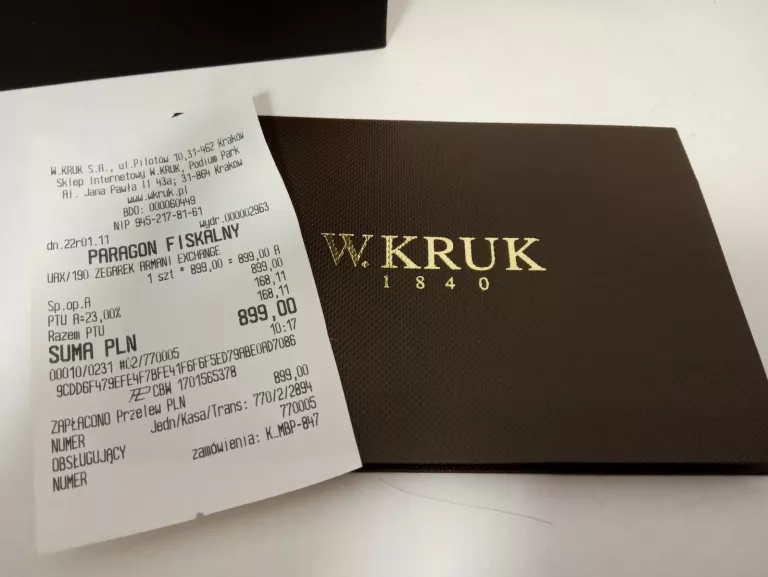 W.KRUK S.A., ul.Pilotów 10,31-462 Kraków
Sklep Internetowy W.KRUK, Podium Park
Al. Jana Pawła II 43a; 31-864 Kraków
www.wkruk.pl
BDO: 000060449
NIP 945-217-81-61
dn.22r01.11 wydr.000002963
PARAGON FISKALNY
UAX/190 ZEGAREK ARMANI EXCHANGE
1 szt * 899,00 = 899,00 A
Sp.op.A 899,00
PTU A=23,00% 168,11
Razem PTU 168,11
SUMA PLN 899,00
00010/0231 #02/770005 10:17
9CDD6F479EFE4F7BFE41F6F6F5ED79ABE0AD7086
CBW 1701565378
ZAPŁACONO Przelew PLN 899,00
NUMER Jedn/Kasa/Trans: 770/2/2894
OBSŁUGUJĄCY 770005
NUMER zamówienia: K_MBP-847
W.KRUK
1840